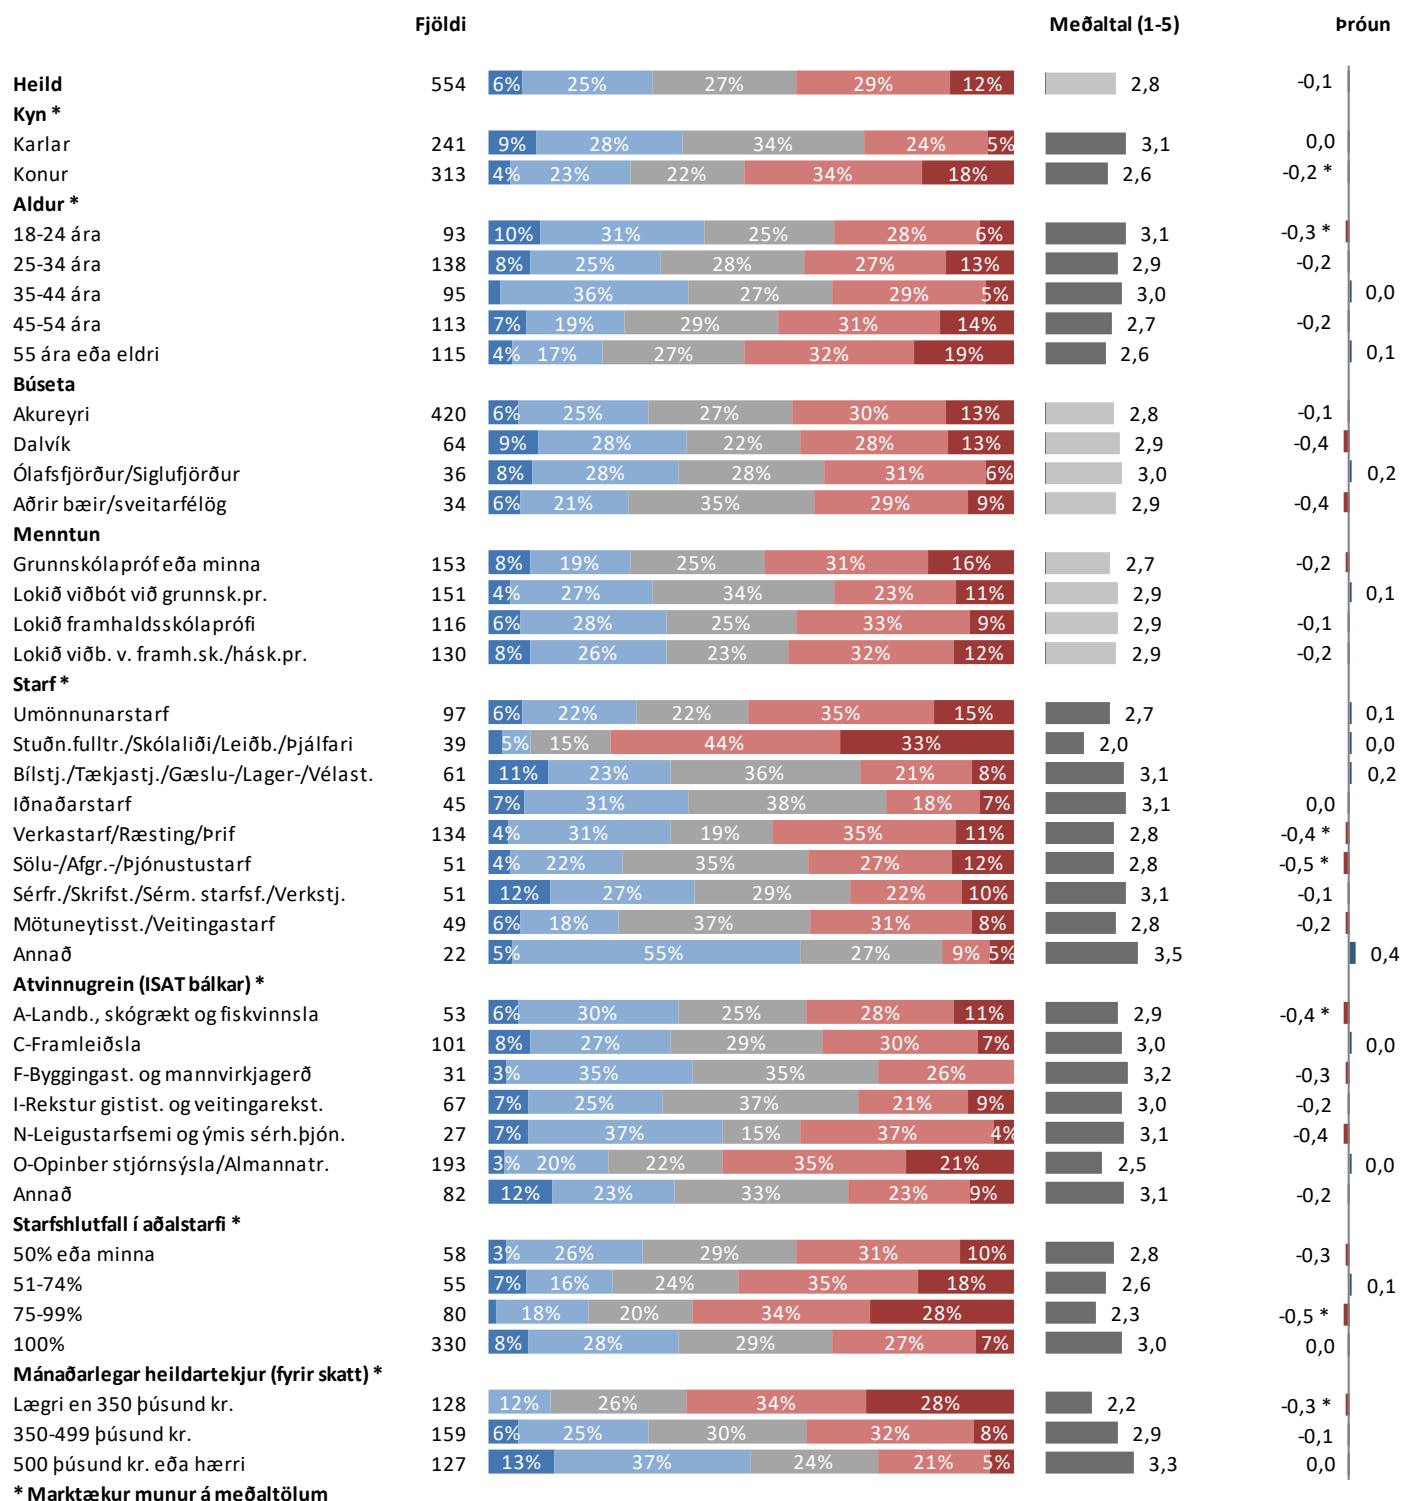 Fjöldi Meðaltal (1-5) Þróun
Heild 554 6% 25% 27% 29% 12% 2,8 -0,1
Kyn *
Karlar 241 9% 28% 34% 24% 5% 3,1 0,0
Konur 313 4% 23% 22% 34% 18% 2,6 -0,2 *
Aldur *
18-24 ára 93 10% 31% 25% 28% 6% 3,1 -0,3 *
25-34 ára 138 8% 25% 28% 27% 13% 2,9 -0,2
35-44 ára 95 36% 27% 29% 5% 3,0 0,0
45-54 ára 113 7% 19% 29% 31% 14% 2,7 -0,2
55 ára eða eldri 115 4% 17% 27% 32% 19% 2,6 0,1
Búseta
Akureyri 420 6% 25% 27% 30% 13% 2,8 -0,1
Dalvík 64 9% 28% 22% 28% 13% 2,9 -0,4
Ólafsfjörður/Siglufjörður 36 8% 28% 28% 31% 6% 3,0 0,2
Aðrir bæir/sveitarfélög 34 6% 21% 35% 29% 9% 2,9 -0,4
Menntun
Grunnskólapróf eða minna 153 8% 19% 25% 31% 16% 2,7 -0,2
Lokið viðbót við grunnsk.pr. 151 4% 27% 34% 23% 11% 2,9 0,1
Lokið framhaldsskólaprófi 116 6% 28% 25% 33% 9% 2,9 -0,1
Lokið viðb. v. framh.sk./hásk.pr. 130 8% 26% 23% 32% 12% 2,9 -0,2
Starf *
Umönnunarstarf 97 6% 22% 22% 35% 15% 2,7 0,1
Stuðn.fulltr./Skólaliði/Leiðb./Þjálfari 39 5% 15% 44% 33% 2,0 0,0
Bílstj./Tækjastj./Gæslu-/Lager-/Vélast. 61 11% 23% 36% 21% 8% 3,1 0,2
Iðnaðarstarf 45 7% 31% 38% 18% 7% 3,1 0,0
Verkastarf/Ræsting/Þrif 134 4% 31% 19% 35% 11% 2,8 -0,4 *
Sölu-/Afgr.-/Þjónustustarf 51 4% 22% 35% 27% 12% 2,8 -0,5 *
Sérfr./Skrifst./Sérm. starfsf./Verkstj. 51 12% 27% 29% 22% 10% 3,1 -0,1
Mötuneytisst./Veitingastarf 49 6% 18% 37% 31% 8% 2,8 -0,2
Annað 22 5% 55% 27% 9% 5% 3,5 0,4
Atvinnugrein (ISAT bálkar) *
A-Landb., skógrækt og fiskvinnsla 53 6% 30% 25% 28% 11% 2,9 -0,4 *
C-Framleiðsla 101 8% 27% 29% 30% 7% 3,0 0,0
F-Byggingast. og mannvirkjagerð 31 3% 35% 35% 26% 3,2 -0,3
I-Rekstur gistist. og veitingarekst. 67 7% 25% 37% 21% 9% 3,0 -0,2
N-Leigustarfsemi og ýmis sérh.þjón. 27 7% 37% 15% 37% 4% 3,1 -0,4
O-Opinber stjórnsýsla/Almannatr. 193 3% 20% 22% 35% 21% 2,5 0,0
Annað 82 12% 23% 33% 23% 9% 3,1 -0,2
Starfshlutfall í aðalstarfi *
50% eða minna 58 3% 26% 29% 31% 10% 2,8 -0,3
51-74% 55 7% 16% 24% 35% 18% 2,6 0,1
75-99% 80 18% 20% 34% 28% 2,3 -0,5 *
100% 330 8% 28% 29% 27% 7% 3,0 0,0
Mánaðarlegar heildartekjur (fyrir skatt) *
Lægri en 350 þúsund kr. 128 12% 26% 34% 28% 2,2 -0,3 *
350-499 þúsund kr. 159 6% 25% 30% 32% 8% 2,9 -0,1
500 þúsund kr. eða hærri 127 13% 37% 24% 21% 5% 3,3 0,0
* Marktækur munur á meðaltölum